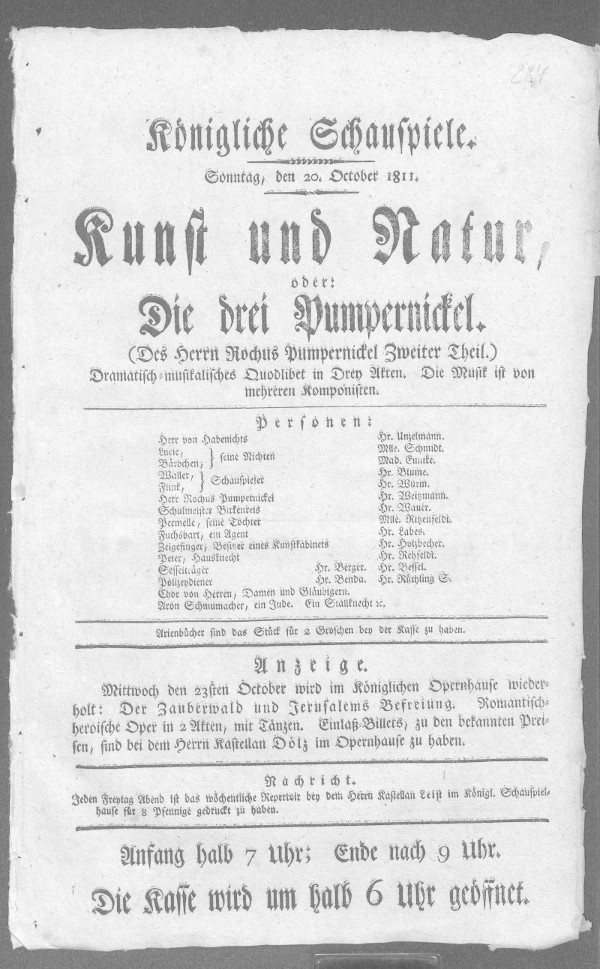 Königliche Schauspiele.
Sonntag, den 20. October 1811.
Kunst und Natur,
oder:
Die drei Pumpernickel.
(Des Herrn Rochus Pumpernickel Zweiter Theil.)
Dramatisch-musikalisches Quodlibet in Drey Akten. Die Musik ist von
mehreren Komponisten.
Personen:
Herr von Habenichts Hr. Unzelmann.
Lucie, Mlle. Schmidt.
Bärbchen, } seine Nichten Mad. Eunike.
Waller, Hr. Blume.
Flink, } Schauspieler Hr. Wurm.
Herr Rochus Pumpernickel Hr. Weitzmann.
Schulmeister Birkenreis Hr. Wauer.
Pernelle, seine Tochter Mlle. Ritzenfeldt.
Fuchsbart, ein Agent Hr. Labes.
Zeigefinger, Besitzer eines Kunstkabinets Hr. Holzbecher.
Peter, Hausknecht Hr. Rehfeldt.
Sesselträger Hr. Berger. Hr. Bessel.
Polizeydiener Hr. Benda. Hr. Rüthling S.
Chor von Herren, Damen und Gläubigern.
Aron Schmumacher, ein Jude. Ein Stallknecht ꝛc.
Arienbücher sind das Stück für 2 Groschen bey der Kasse zu haben.
Anzeige.
Mittwoch den 23sten October wird im Königlichen Opernhause wieder-
holt: Der Zauberwald und Jerusalems Befreiung. Romantisch-
heroische Oper in 2 Akten, mit Tänzen. Einlaß-Billets, zu den bekannten Prei-
sen, sind bei dem Herrn Kastellan Dölz im Opernhause zu haben.
Nachricht.
Jeden Freytag Abend ist das wöchentliche Repertoir bey dem Herrn Kastellan Leist im Königl. Schauspiel-
hause für 8 Pfennige gedruckt zu haben.
Anfang halb 7 Uhr; Ende nach 9 Uhr.
Die Kasse wird um halb 6 Uhr geöffnet.